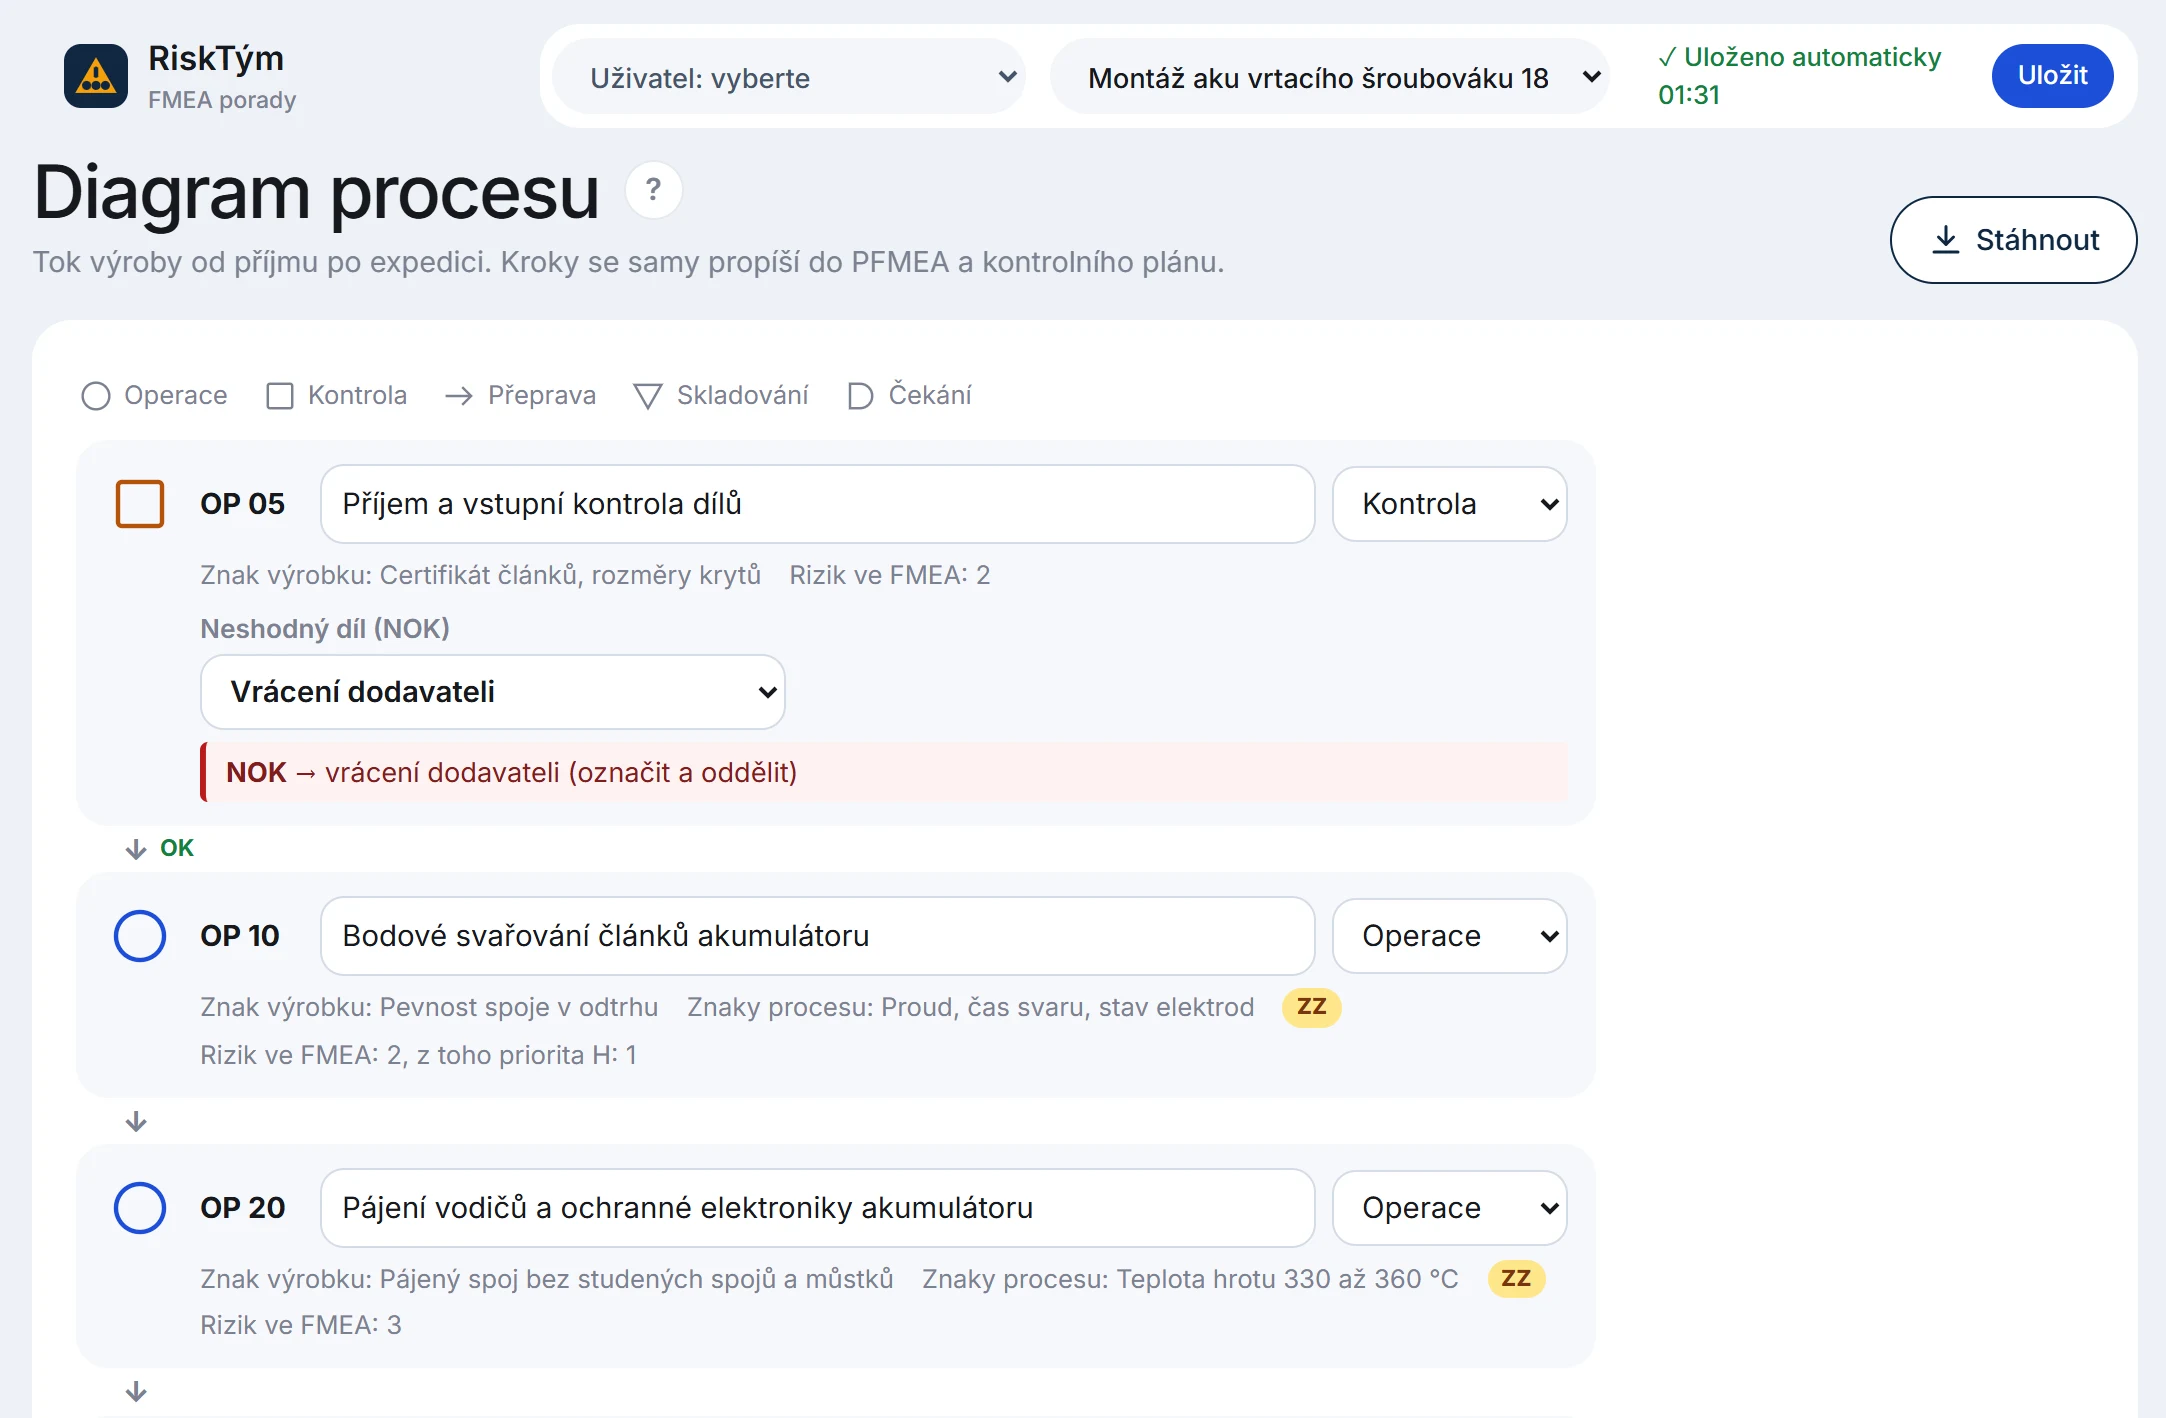 RiskTým
FMEA porady
Uživatel: vyberte
Montáž aku vrtacího šroubováku 18
✓ Uloženo automaticky
01:31
Uložit
Diagram procesu
?
Tok výroby od příjmu po expedici. Kroky se samy propíší do PFMEA a kontrolního plánu.
Stáhnout
Operace Kontrola Přeprava Skladování Čekání
OP 05 Příjem a vstupní kontrola dílů Kontrola
Znak výrobku: Certifikát článků, rozměry krytů Rizik ve FMEA: 2
Neshodný díl (NOK)
Vrácení dodavateli
NOK → vrácení dodavateli (označit a oddělit)
↓ OK
OP 10 Bodové svařování článků akumulátoru Operace
Znak výrobku: Pevnost spoje v odtrhu Znaky procesu: Proud, čas svaru, stav elektrod ZZ
Rizik ve FMEA: 2, z toho priorita H: 1
↓
OP 20 Pájení vodičů a ochranné elektroniky akumulátoru Operace
Znak výrobku: Pájený spoj bez studených spojů a můstků Znaky procesu: Teplota hrotu 330 až 360 °C ZZ
Rizik ve FMEA: 3
↓